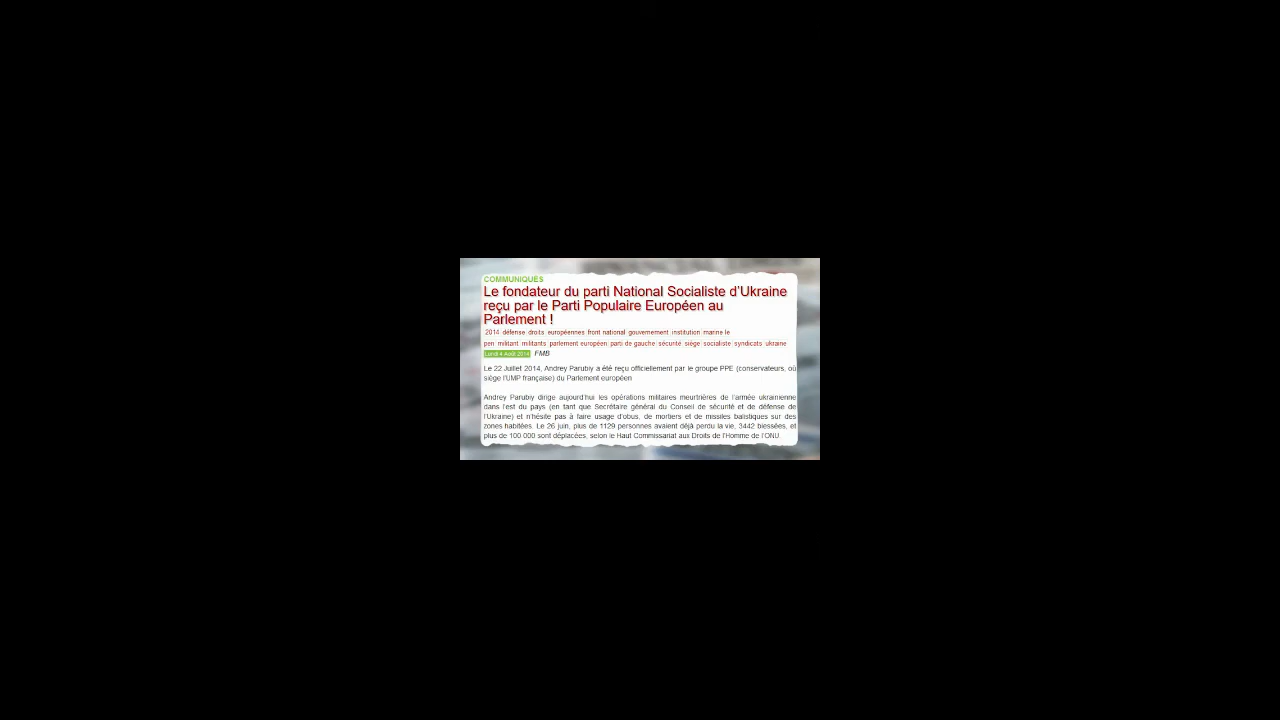 COMMUNIQUÉS
Le fondateur du parti National Socialiste d'Ukraine
reçu par le Parti Populaire Européen au
Parlement !
2014 défense droits européennes front national gouvernement institution marine le
pen militant militants parlement européen parti de gauche sécurité siège socialiste syndicats ukraine
Lundi 4 Août 2014 FMB
Le 22 Juillet 2014, Andrey Parubiy a été reçu officiellement par le groupe PPE (conservateurs, où
siège l'UMP française) du Parlement européen
Andrey Parubiy dirige aujourd'hui les opérations militaires meurtrières de l'armée ukrainienne
dans l'est du pays (en tant que Secrétaire général du Conseil de sécurité et de défense de
l'Ukraine) et n'hésite pas à faire usage d'obus, de mortiers et de missiles balistiques sur des
zones habitées. Le 26 juin, plus de 1129 personnes avaient déjà perdu la vie, 3442 blessées, et
plus de 100 000 sont déplacées, selon le Haut Commissariat aux Droits de l'Homme de l'ONU